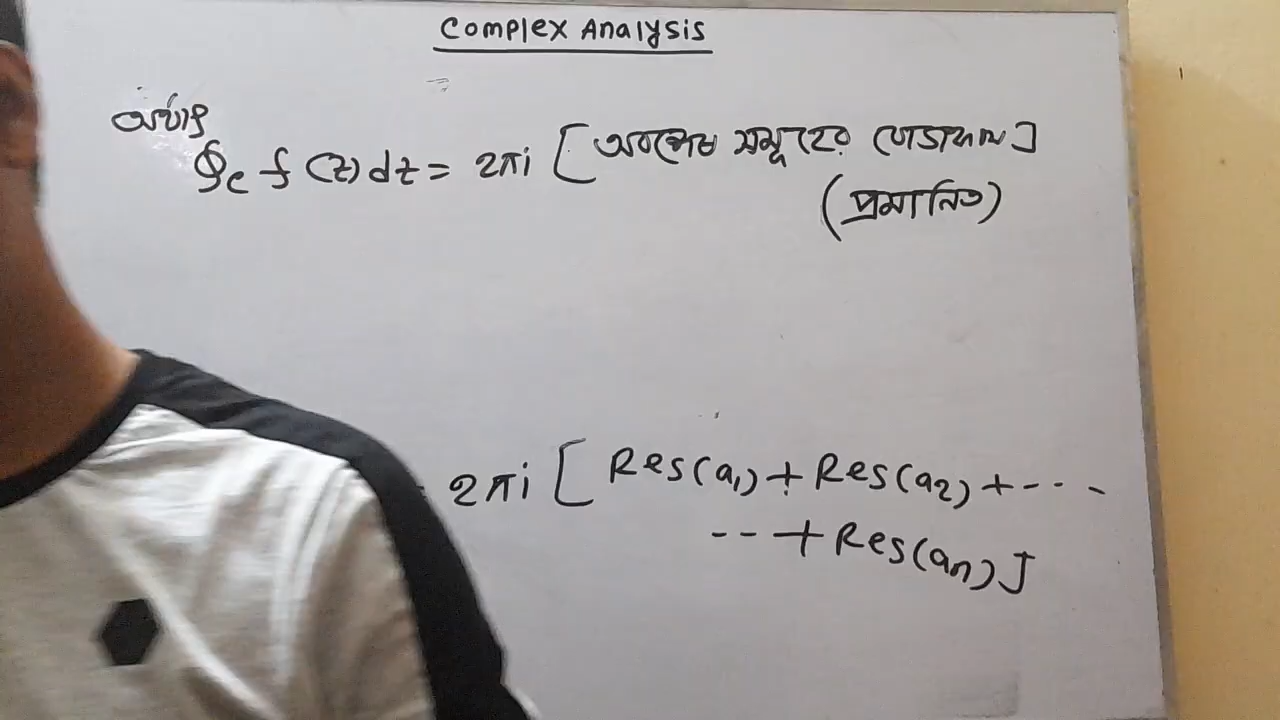 Complex Analysis
অর্থাৎ
∮c f(z)dz = 2πi [অবশেষ সমূহের যোগফল]
(প্রমানিত)
2πi [Res(a₁)+Res(a₂)+---
--+Res(aₙ)]